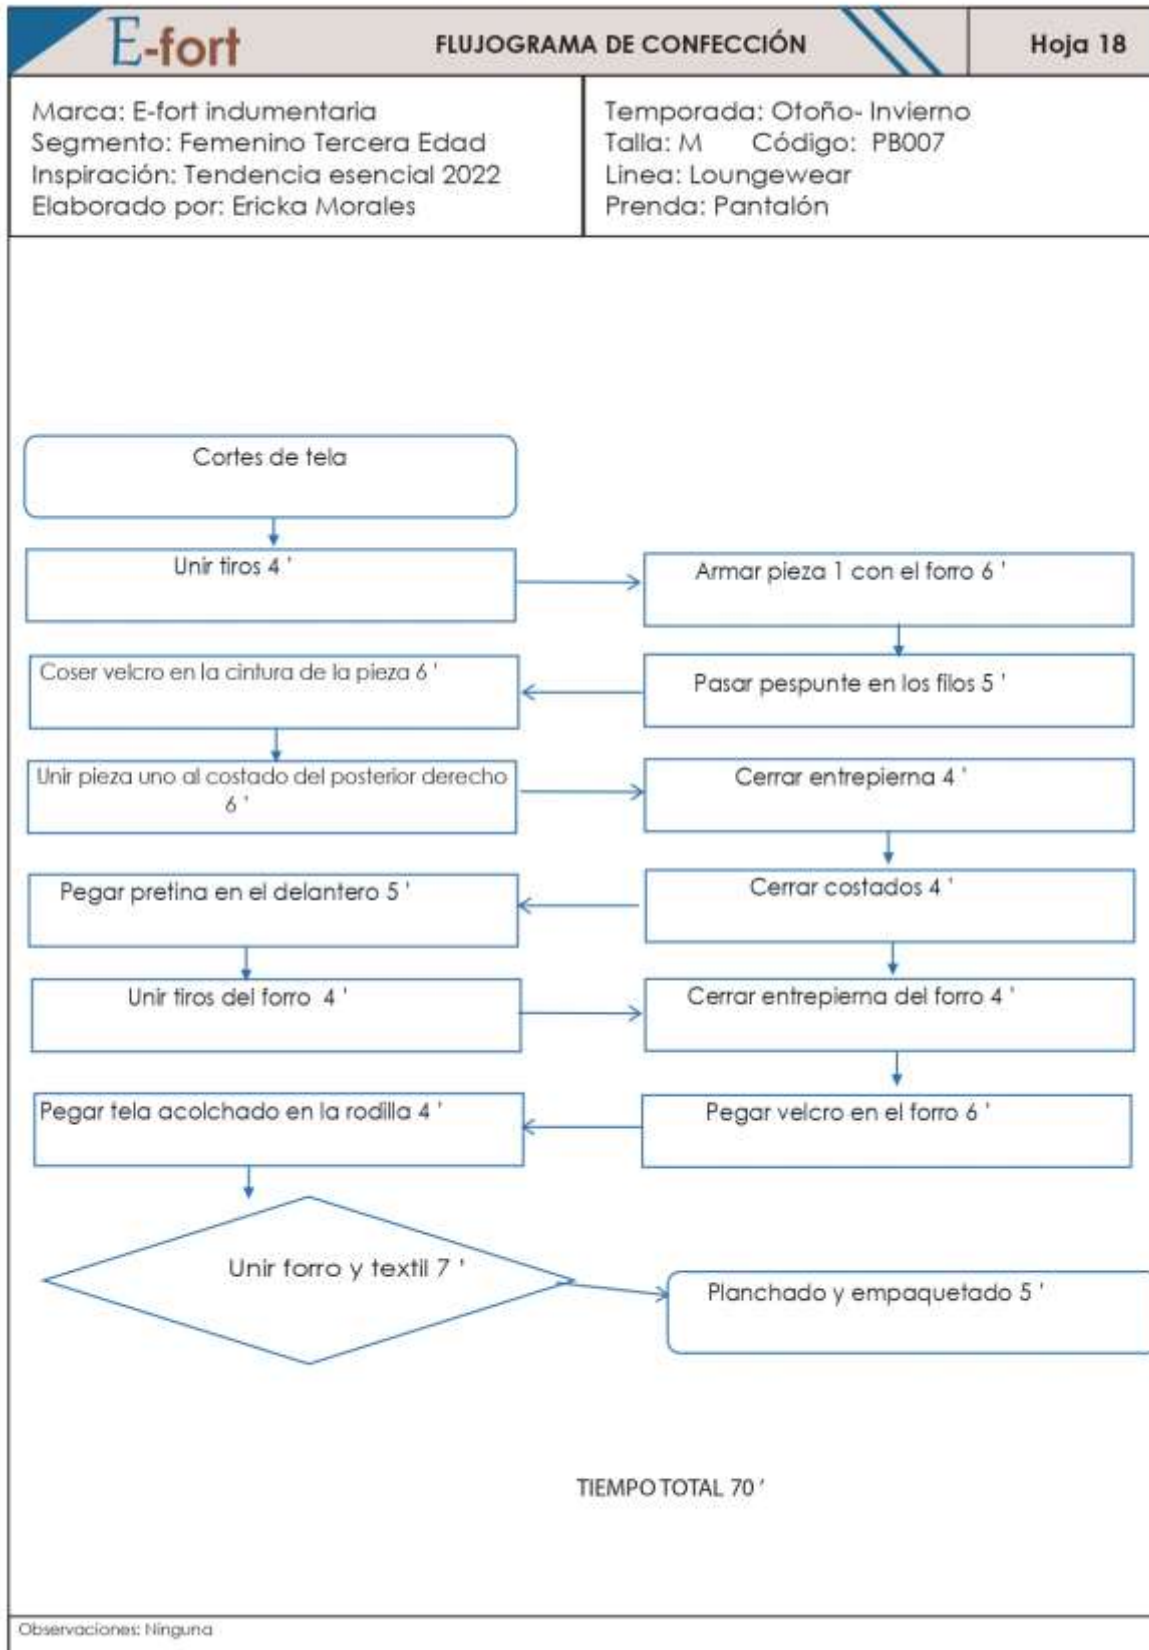 E-fort
FLUJOGRAMA DE CONFECCIÓN
Hoja 18
Marca: E-fort indumentaria
Segmento: Femenino Tercera Edad
Inspiración: Tendencia esencial 2022
Elaborado por: Ericka Morales
Temporada: Otoño- Invierno
Talla: M Código: PB007
Linea: Loungewear
Prenda: Pantalón
Cortes de tela
Unir tiros 4 '
Armar pieza 1 con el forro 6 '
Coser velcro en la cintura de la pieza 6 '
Pasar pespunte en los filos 5 '
Unir pieza uno al costado del posterior derecho
6 '
Cerrar entrepierna 4 '
Pegar pretina en el delantero 5 '
Cerrar costados 4 '
Unir tiros del forro 4 '
Cerrar entrepierna del forro 4 '
Pegar tela acolchado en la rodilla 4 '
Pegar velcro en el forro 6 '
Unir forro y textil 7 '
Planchado y empaquetado 5 '
TIEMPO TOTAL 70 '
Observaciones: Ninguna